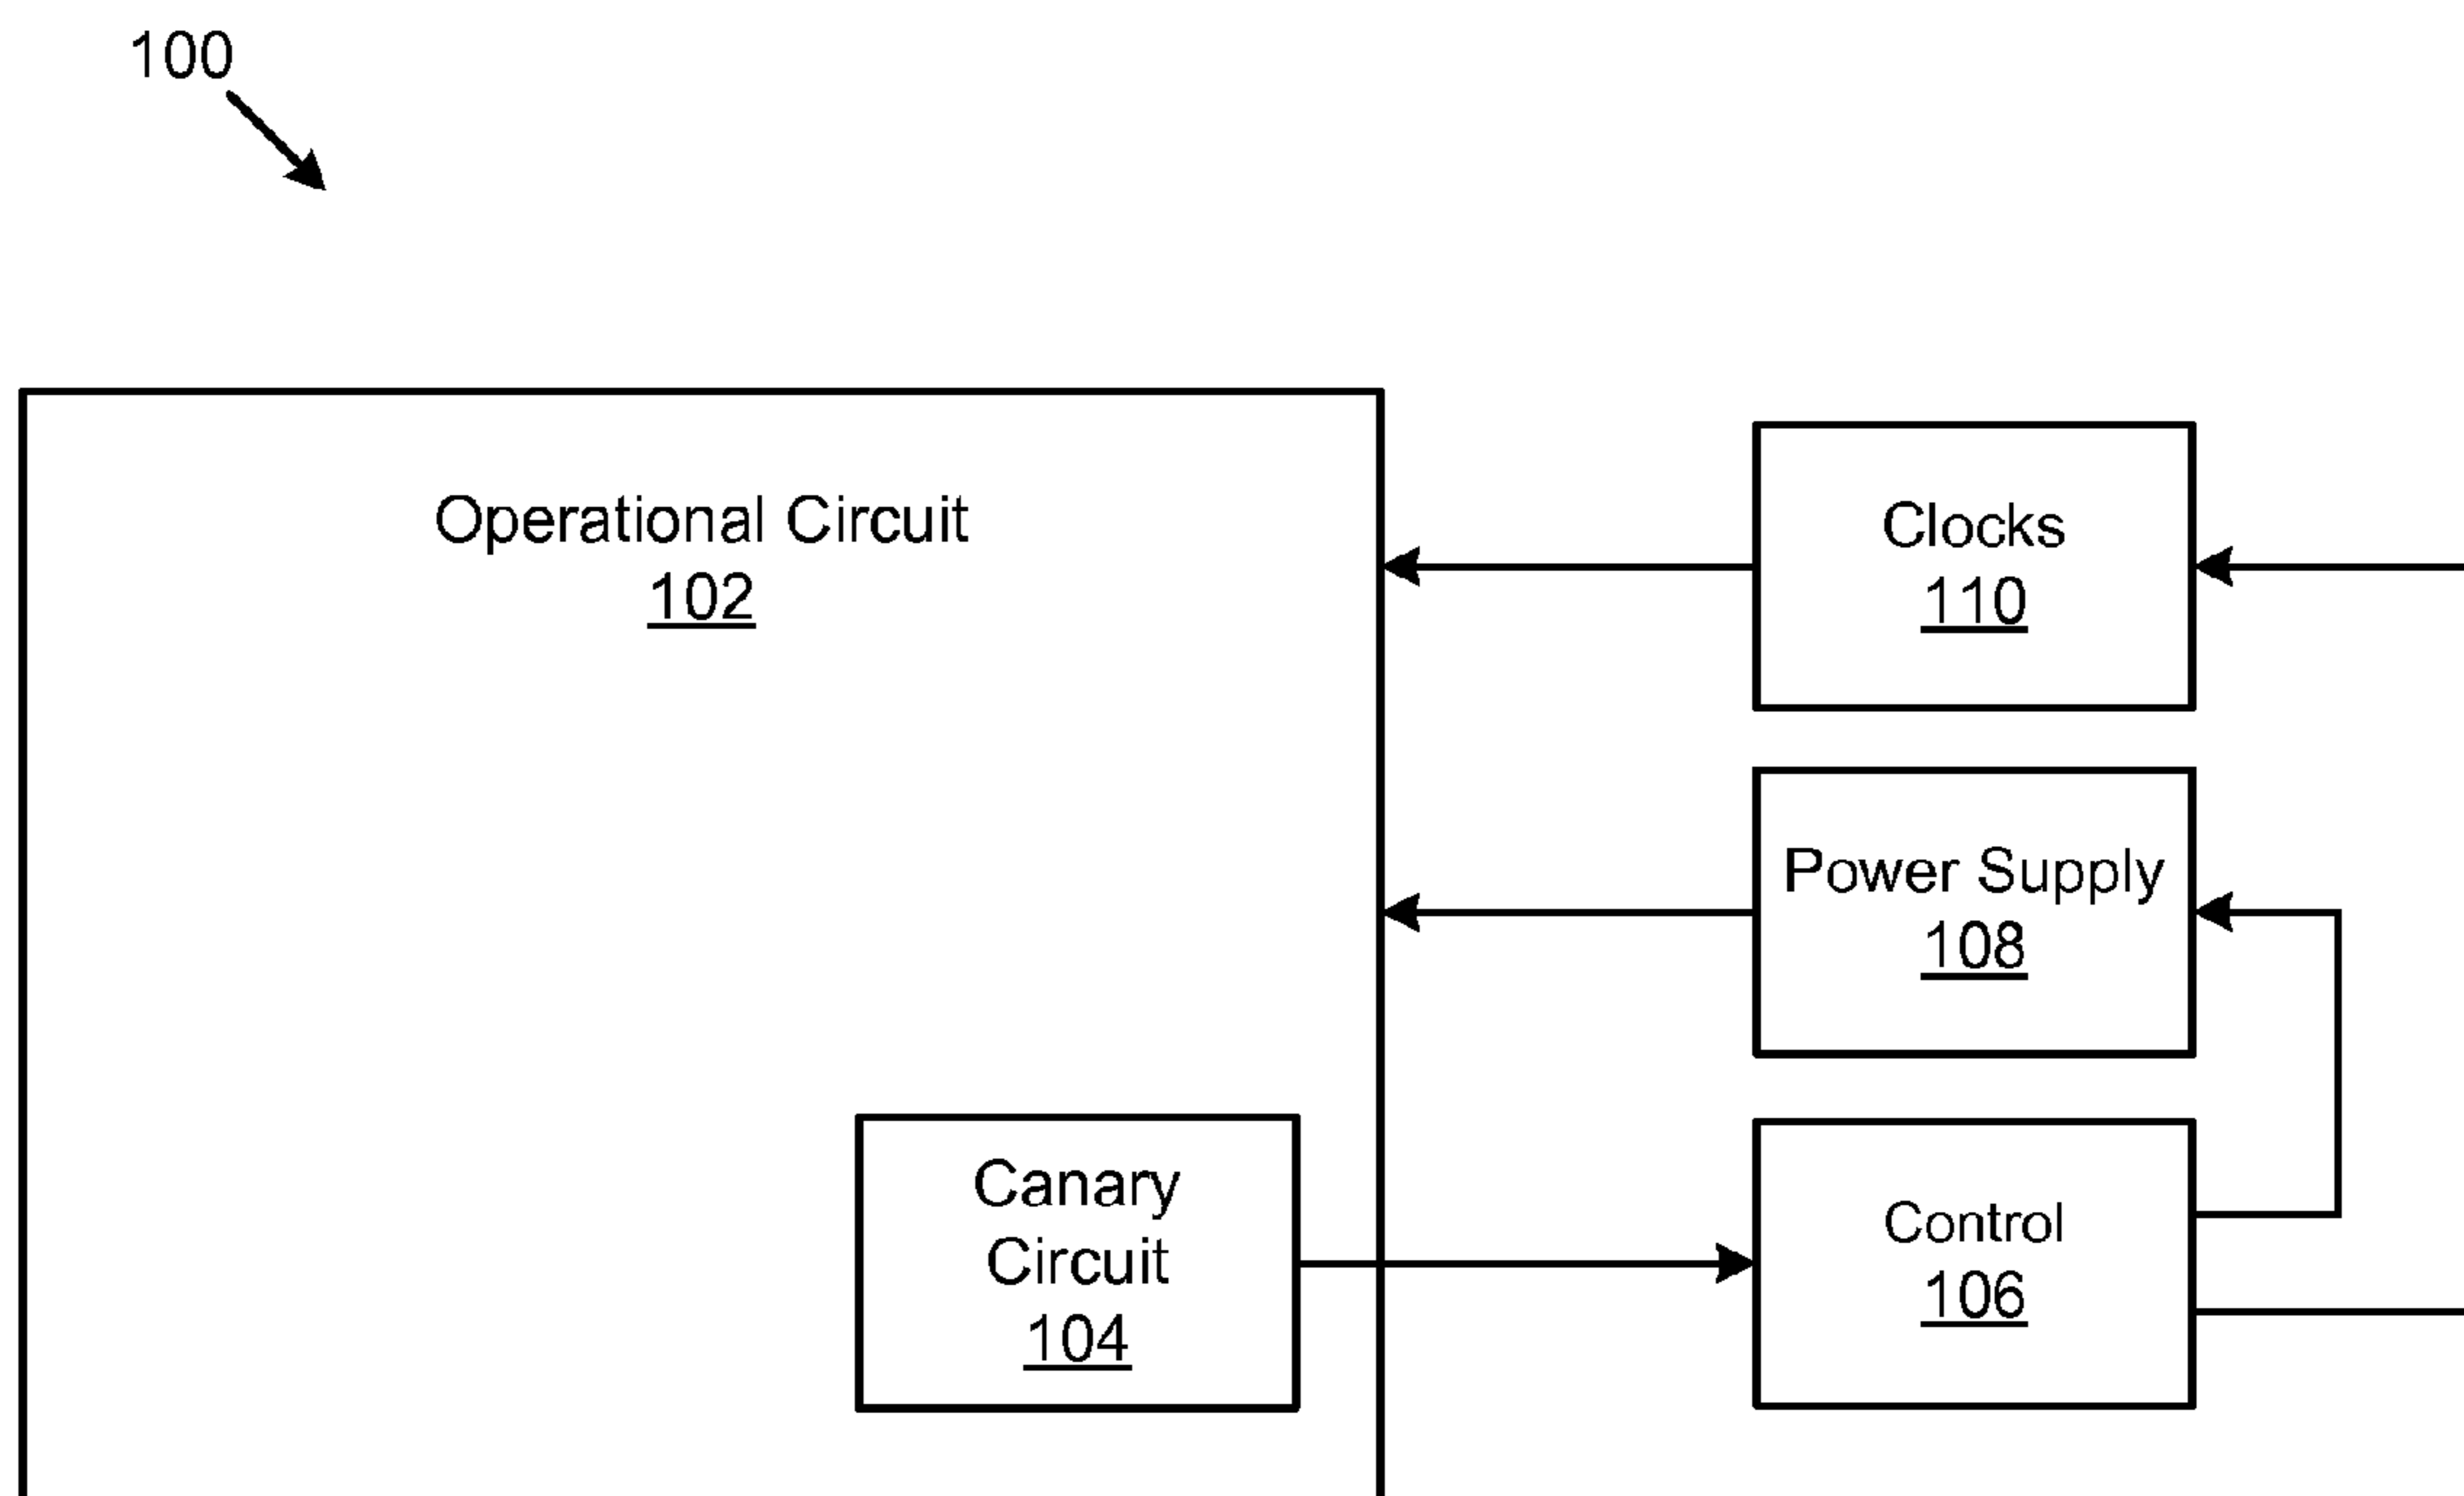 100
Operational Circuit
102
Clocks
110
Power Supply
108
Canary
Circuit
104
Control
106